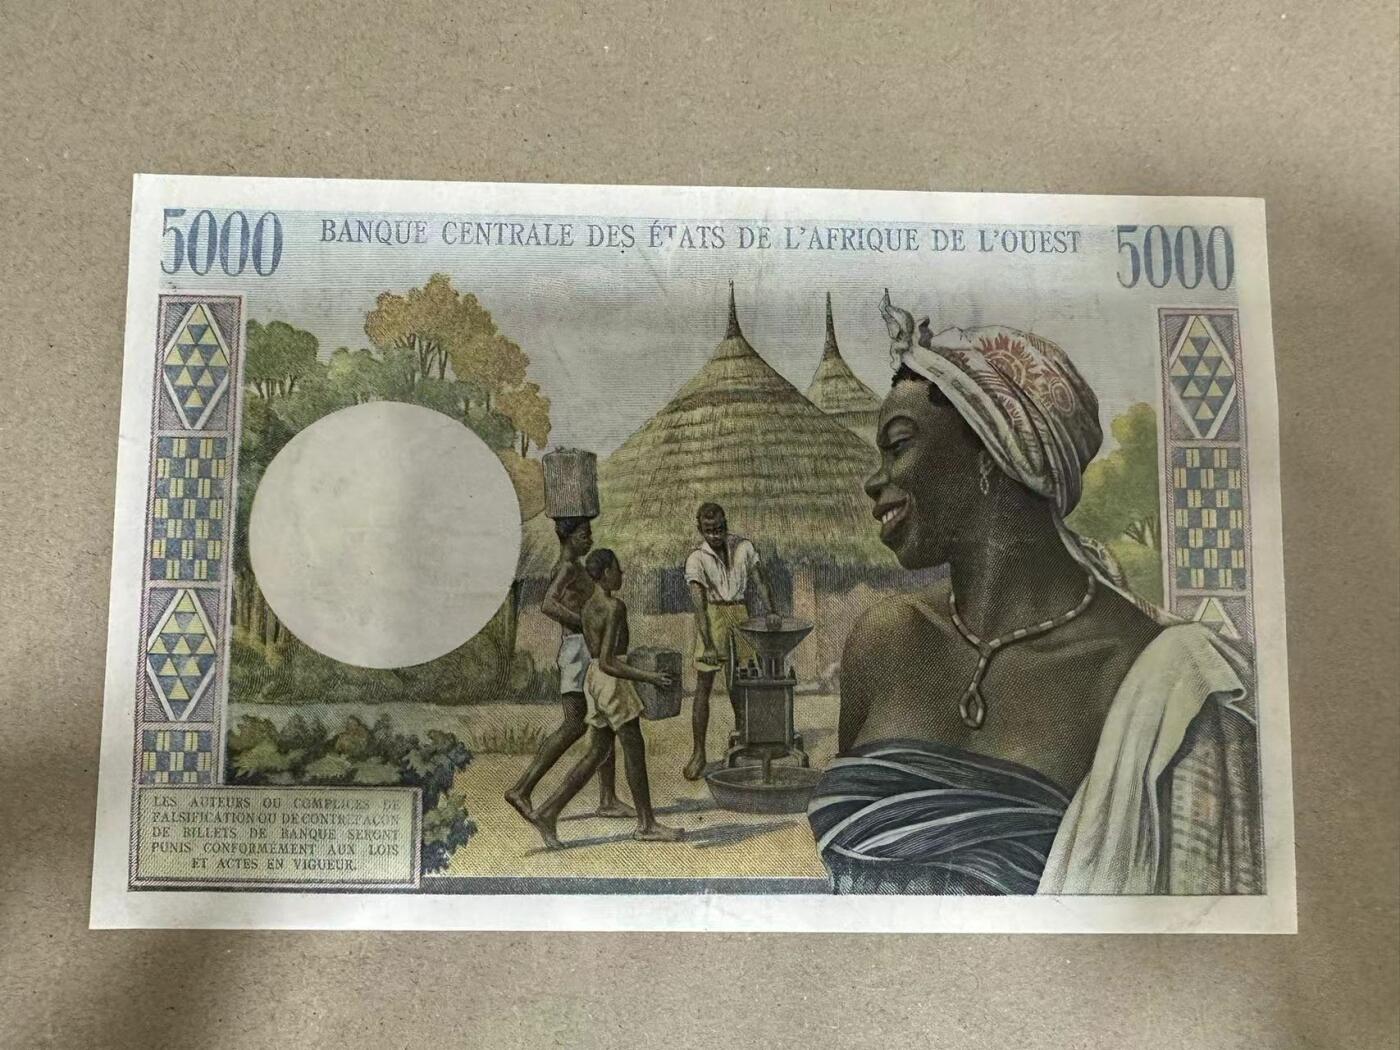 5000 BANQUE CENTRALE DES ÉTATS DE L'AFRIQUE DE L'OUEST 5000
LES AUTEURS OU COMPLICES DE
FALSIFICATION OU DE CONTREFAÇON
DE BILLETS DE BANQUE SERONT
PUNIS CONFORMÉMENT AUX LOIS
ET ACTES EN VIGUEUR.